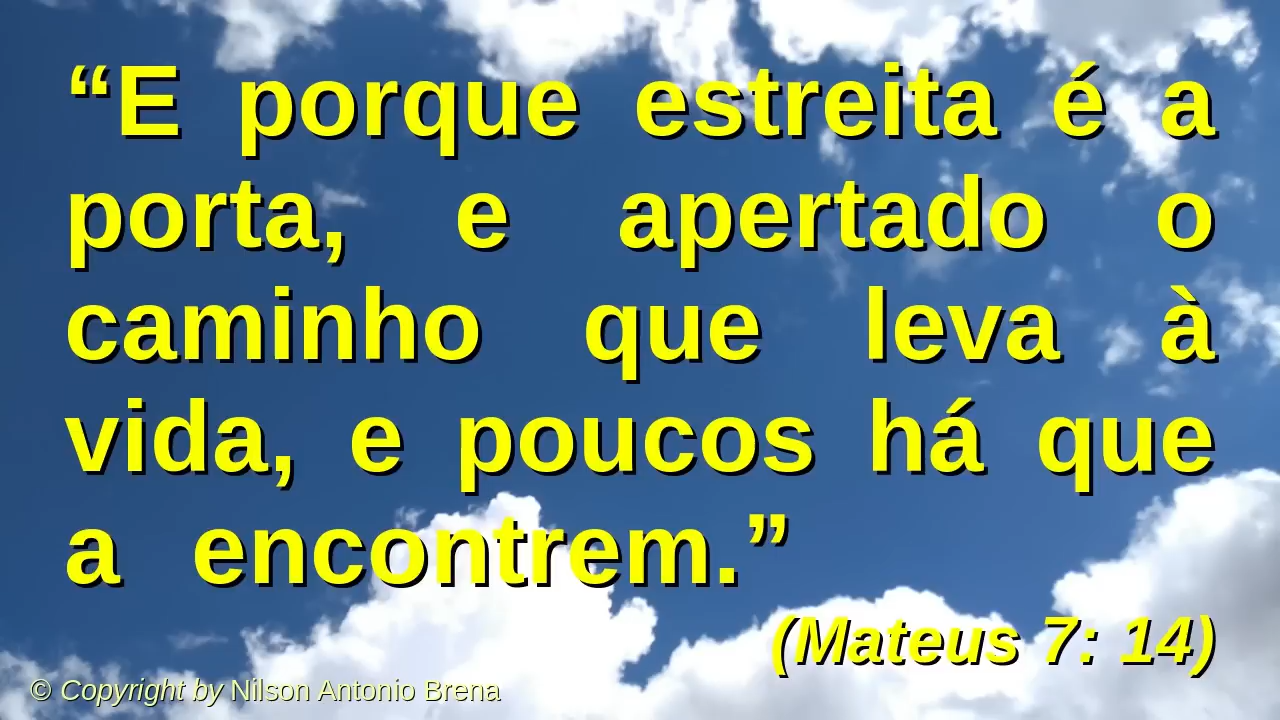 “E porque estreita é a
porta, e apertado o
caminho que leva à
vida, e poucos há que
a encontrem.”
(Mateus 7: 14)
© Copyright by Nilson Antonio Brena